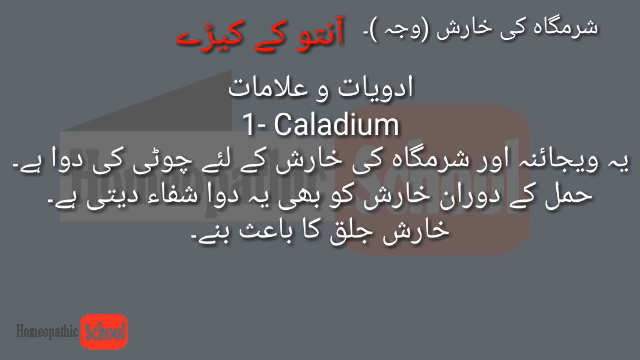 شرمگاہ کی خارش (وجہ )۔ آنتو کے کیڑے
ادویات و علامات
1- Caladium
یہ ویجائنہ اور شرمگاہ کی خارش کے لئے چوٹی کی دوا ہے۔
حمل کے دوران خارش کو بھی یہ دوا شفاء دیتی ہے۔
خارش جلق کا باعث بنے۔
Homeopathic School
Homeopathic School